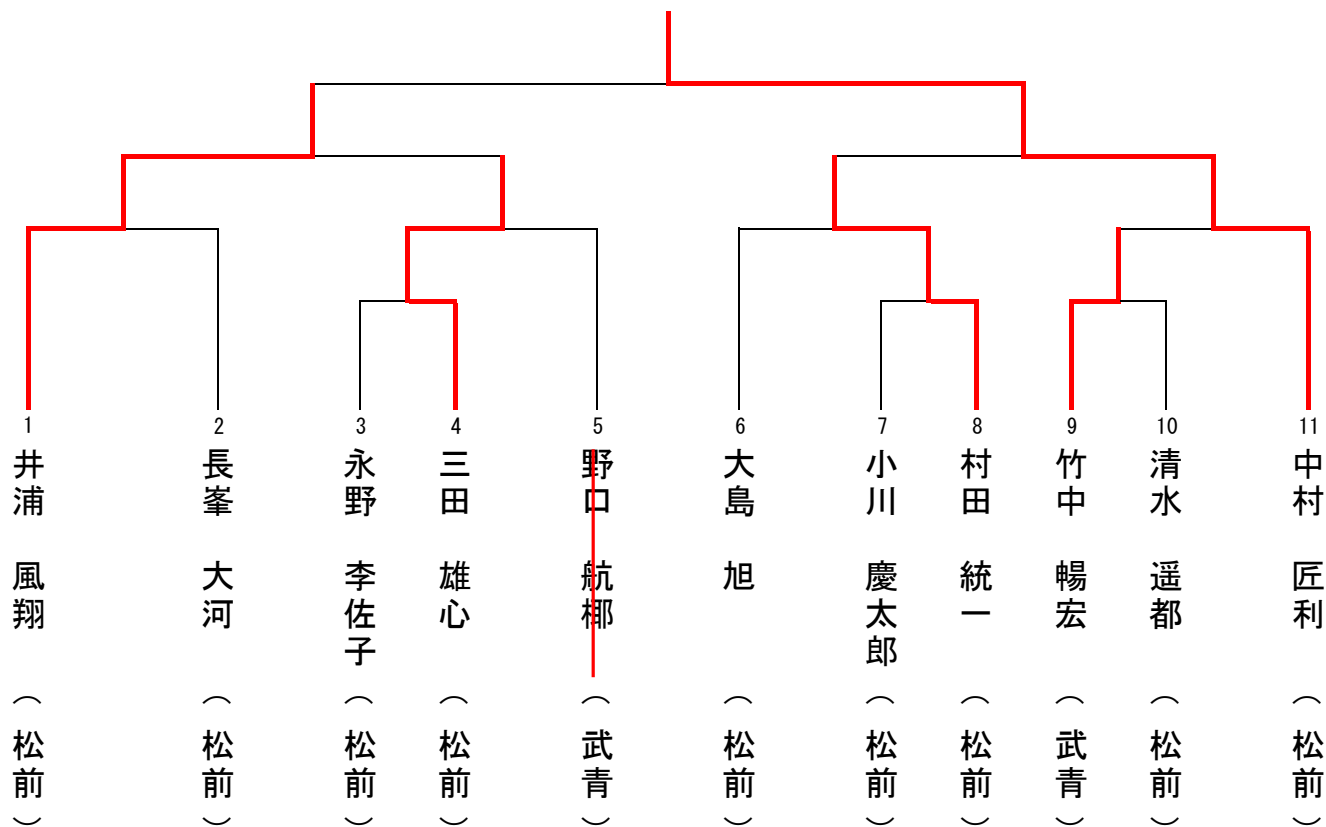 1
井浦 風翔 （松前）
2
長峯 大河 （松前）
3
永野 李佐子 （松前）
4
三田 雄心 （松前）
5
野口 航椰 （武青）
6
大島 旭 （松前）
7
小川 慶太郎 （松前）
8
村田 統一 （松前）
9
竹中 暢宏 （武青）
10
清水 遥都 （松前）
11
中村 匠利 （松前）